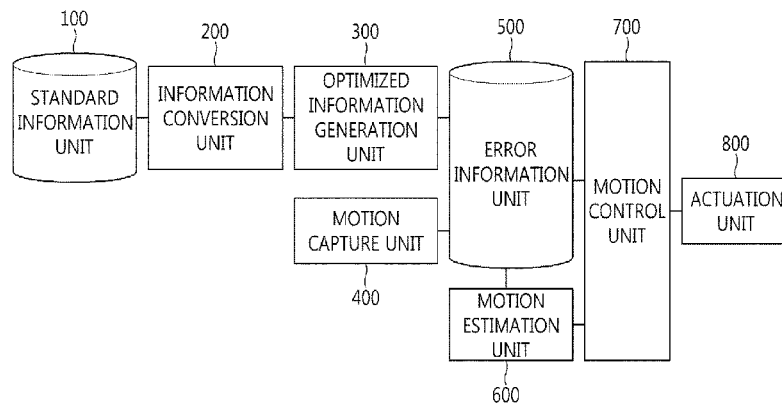 100
STANDARD
INFORMATION
UNIT
200
INFORMATION
CONVERSION
UNIT
300
OPTIMIZED
INFORMATION
GENERATION
UNIT
MOTION
CAPTURE UNIT
400
500
ERROR
INFORMATION
UNIT
MOTION
ESTIMATION
UNIT
600
700
MOTION
CONTROL
UNIT
800
ACTUATION
UNIT